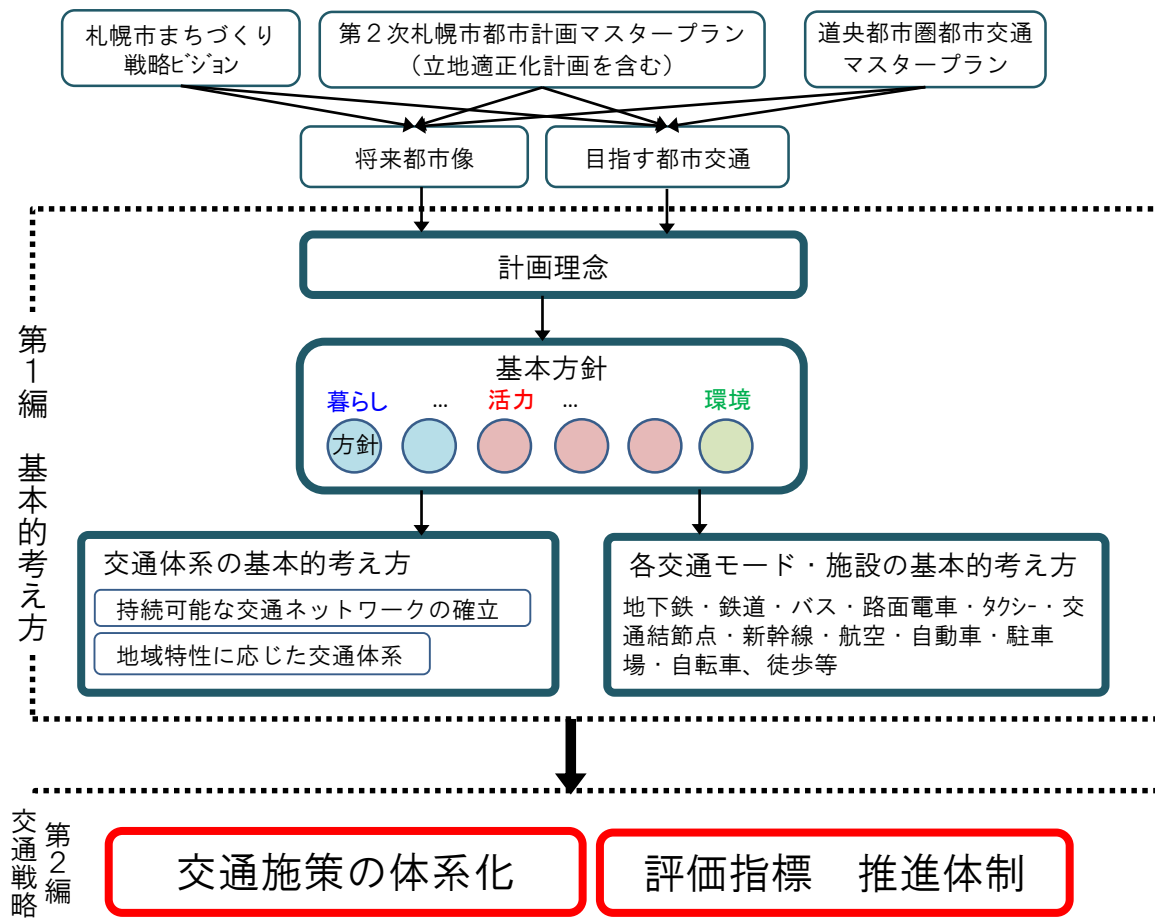 札幌市まちづくり
戦略ﾋﾞｼﾞｮﾝ
第２次札幌市都市計画マスタープラン
（立地適正化計画を含む）
道央都市圏都市交通
マスタープラン
将来都市像
目指す都市交通
第１編　基本的考え方
計画理念
基本方針
暮らし
…
活力
…
環境
方針
交通体系の基本的考え方
持続可能な交通ネットワークの確立
地域特性に応じた交通体系
各交通モード・施設の基本的考え方
地下鉄・鉄道・バス・路面電車・ﾀｸｼｰ・交
通結節点・新幹線・航空・自動車・駐車
場・自転車、徒歩等
第２編
交通戦略
交通施策の体系化
評価指標　推進体制